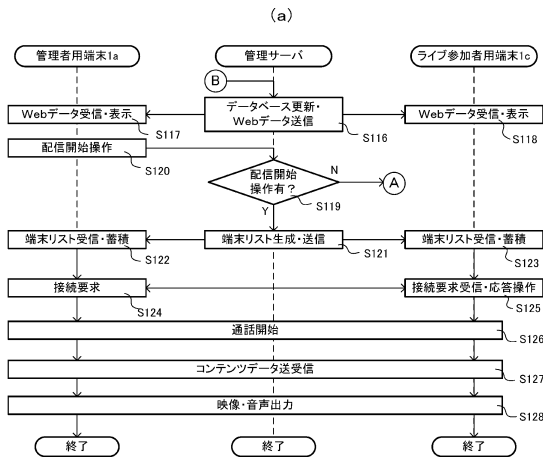 (a)
管理者用端末1a
管理サーバ
ライブ参加者用端末1c
B
Webデータ受信・表示
S117
データベース更新・
Webデータ送信
S116
Webデータ受信・表示
S118
配信開始操作
S120
配信開始
操作有?
N
A
S119
Y
端末リスト受信・蓄積
S122
端末リスト生成・送信
S121
端末リスト受信・蓄積
S123
接続要求
S124
接続要求受信・応答操作
S125
通話開始
S126
コンテンツデータ送受信
S127
映像・音声出力
S128
終了
終了
終了